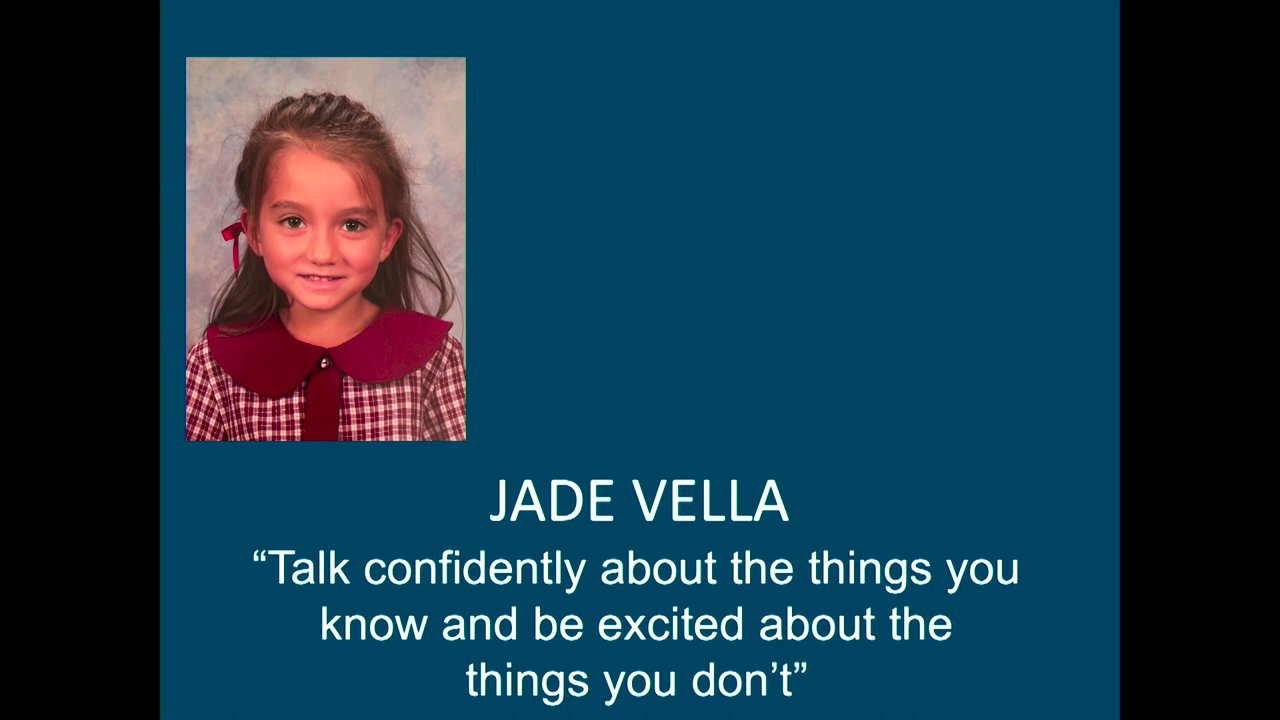 JADE VELLA
“Talk confidently about the things you
know and be excited about the
things you don’t”